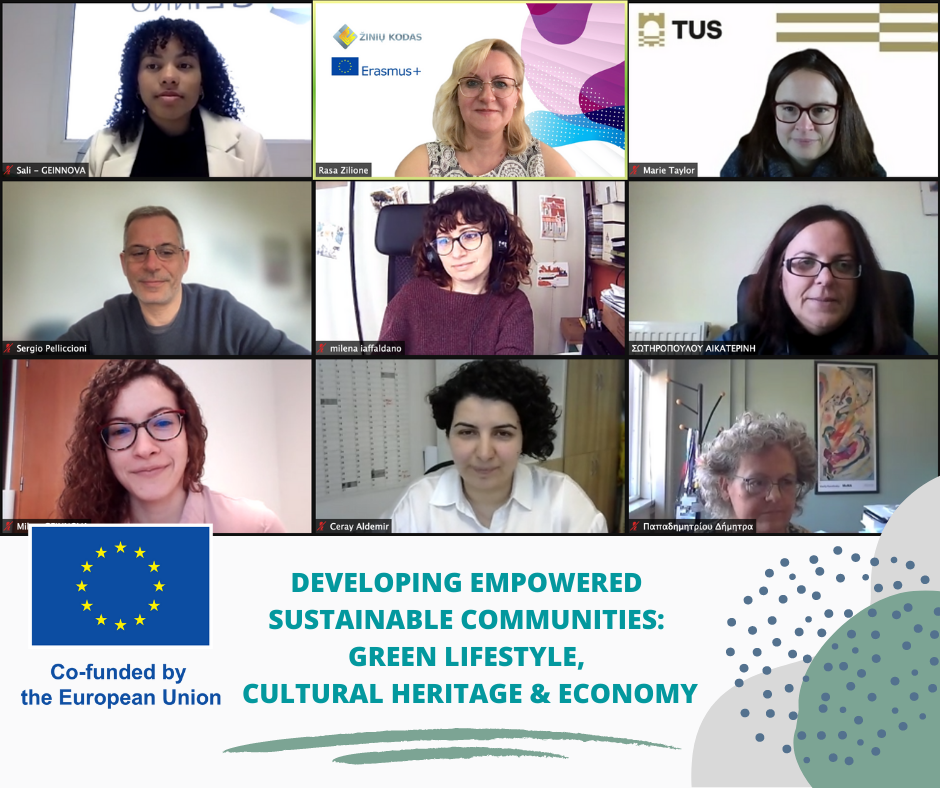 ŽINIŲ KODAS
Erasmus+
TUS
Sali – GEINNOVA
Rasa Zilione
Marie Taylor
Sergio Pelliccioni
milena iaffaldano
ΣΩΤΗΡΟΠΟΥΛΟΥ ΑΙΚΑΤΕΡΙΝΗ
Ceray Aldemir
Παπαδημητρίου Δήμητρα
DEVELOPING EMPOWERED
SUSTAINABLE COMMUNITIES:
GREEN LIFESTYLE,
CULTURAL HERITAGE & ECONOMY
Co-funded by
the European Union